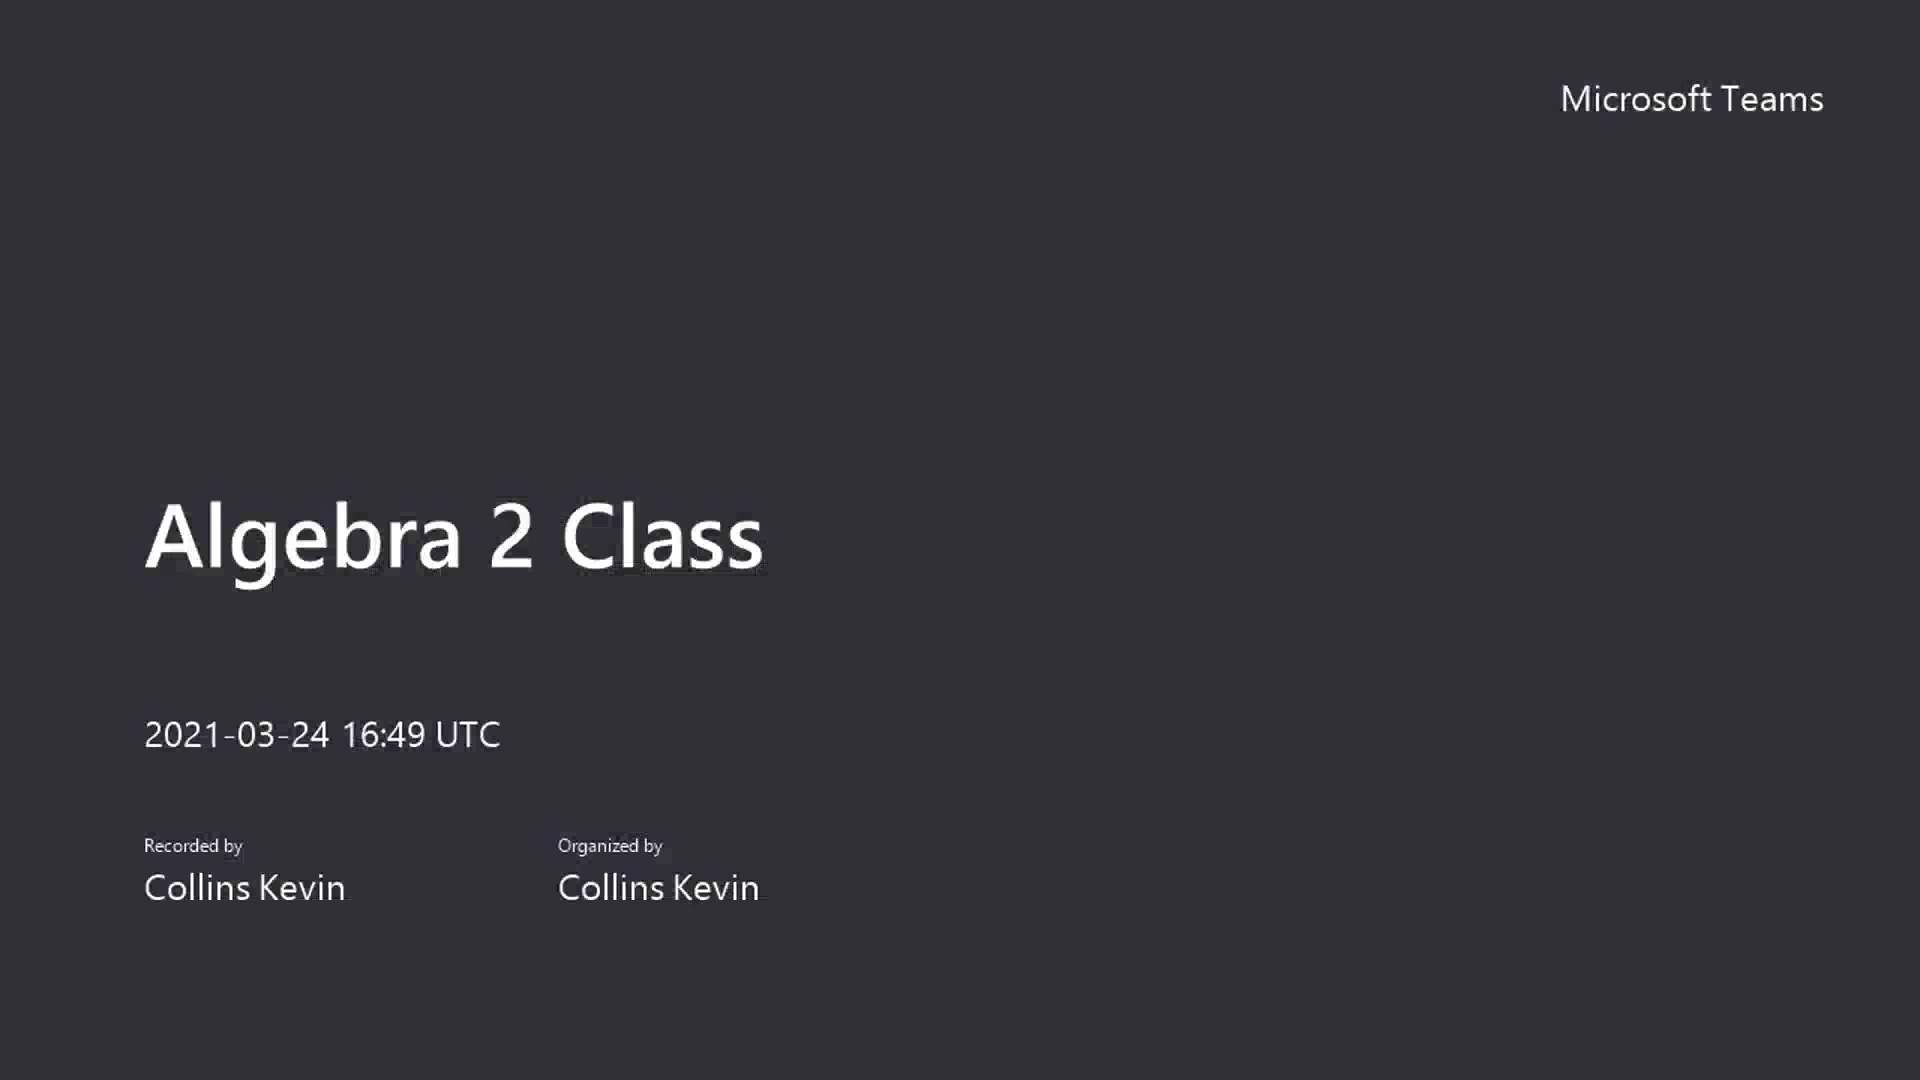 Microsoft Teams
Algebra 2 Class
2021-03-24 16:49 UTC
Recorded by
Collins Kevin
Organized by
Collins Kevin